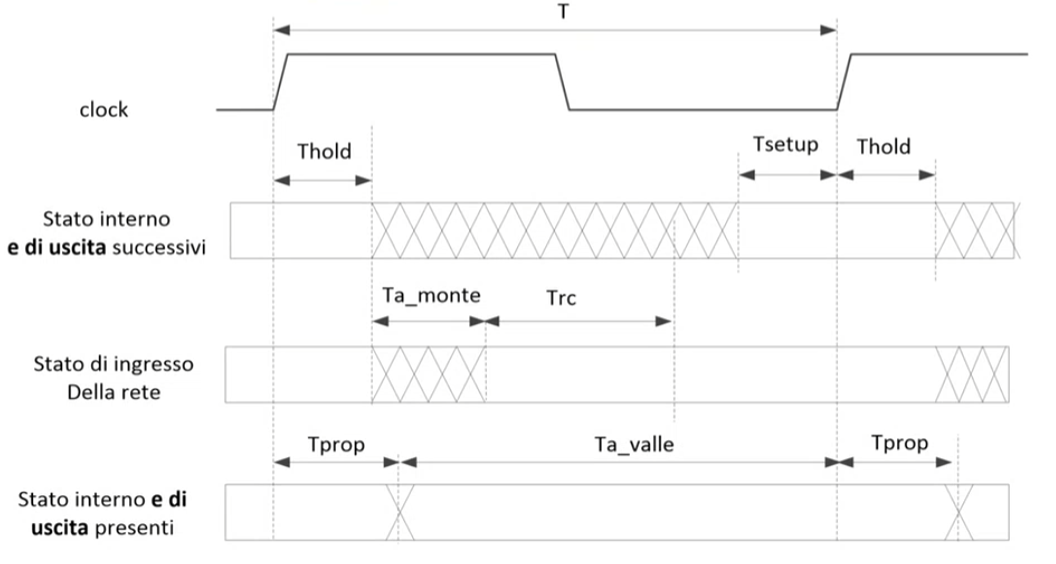 T
clock
Thold
Tsetup
Thold
Stato interno
e di uscita successivi
Ta_monte
Trc
Stato di ingresso
Della rete
Tprop
Ta_valle
Tprop
Stato interno e di
uscita presenti